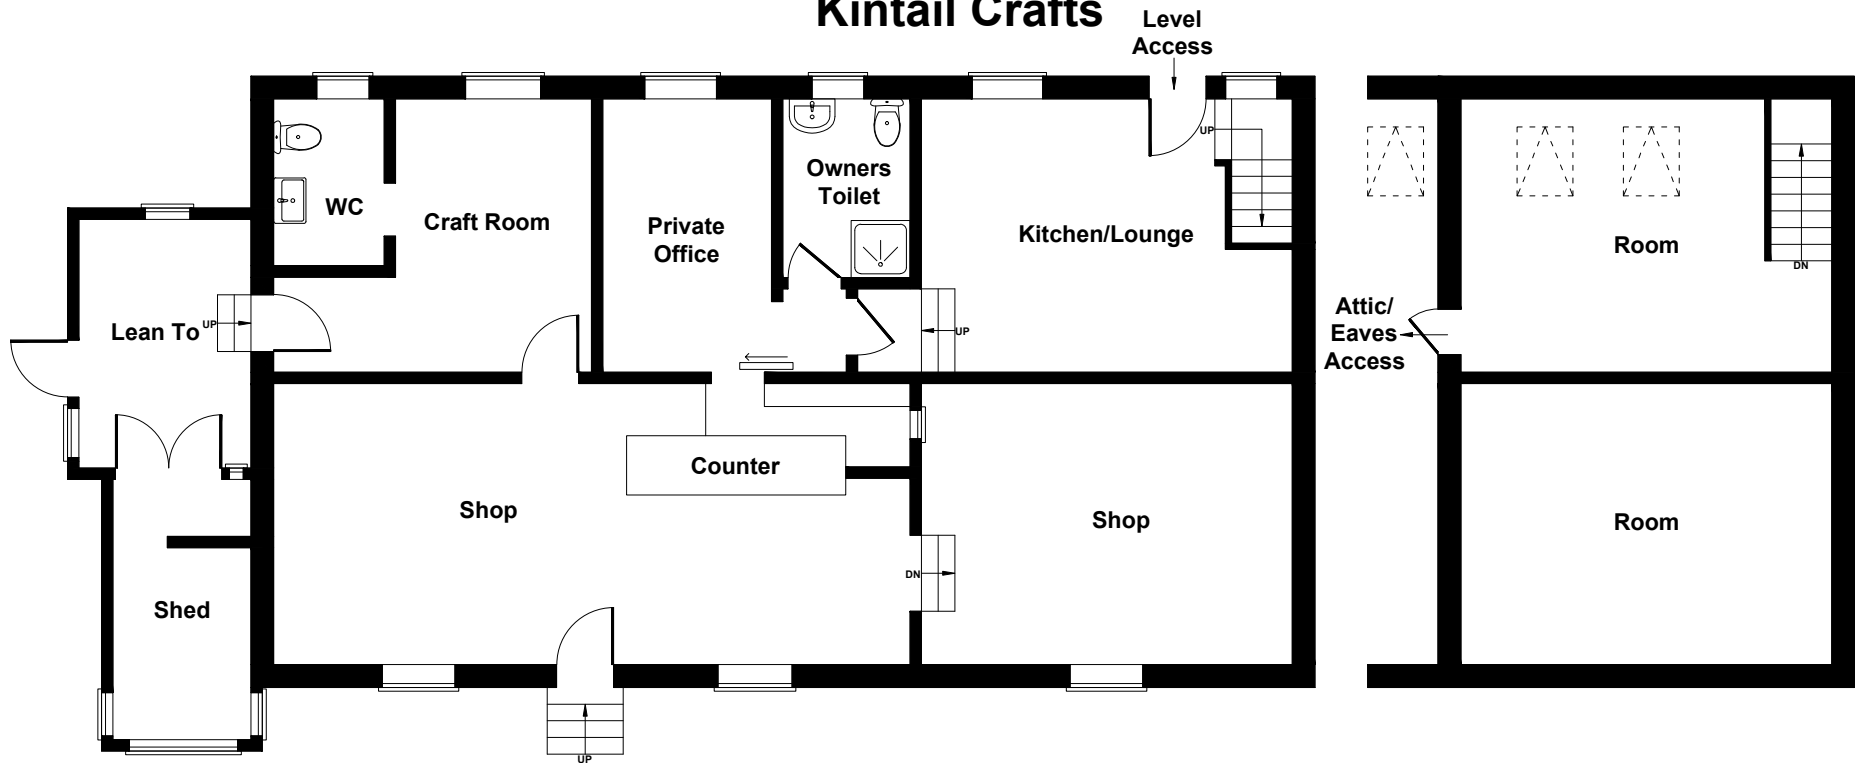 Kintail Crafts
Level
Access
UP
WC
Craft Room
Private
Office
Owners
Toilet
Kitchen/Lounge
Room
DN
Lean To
UP
UP
Attic/
Eaves
Access
Counter
Shop
Shop
Room
DN
Shed
UP